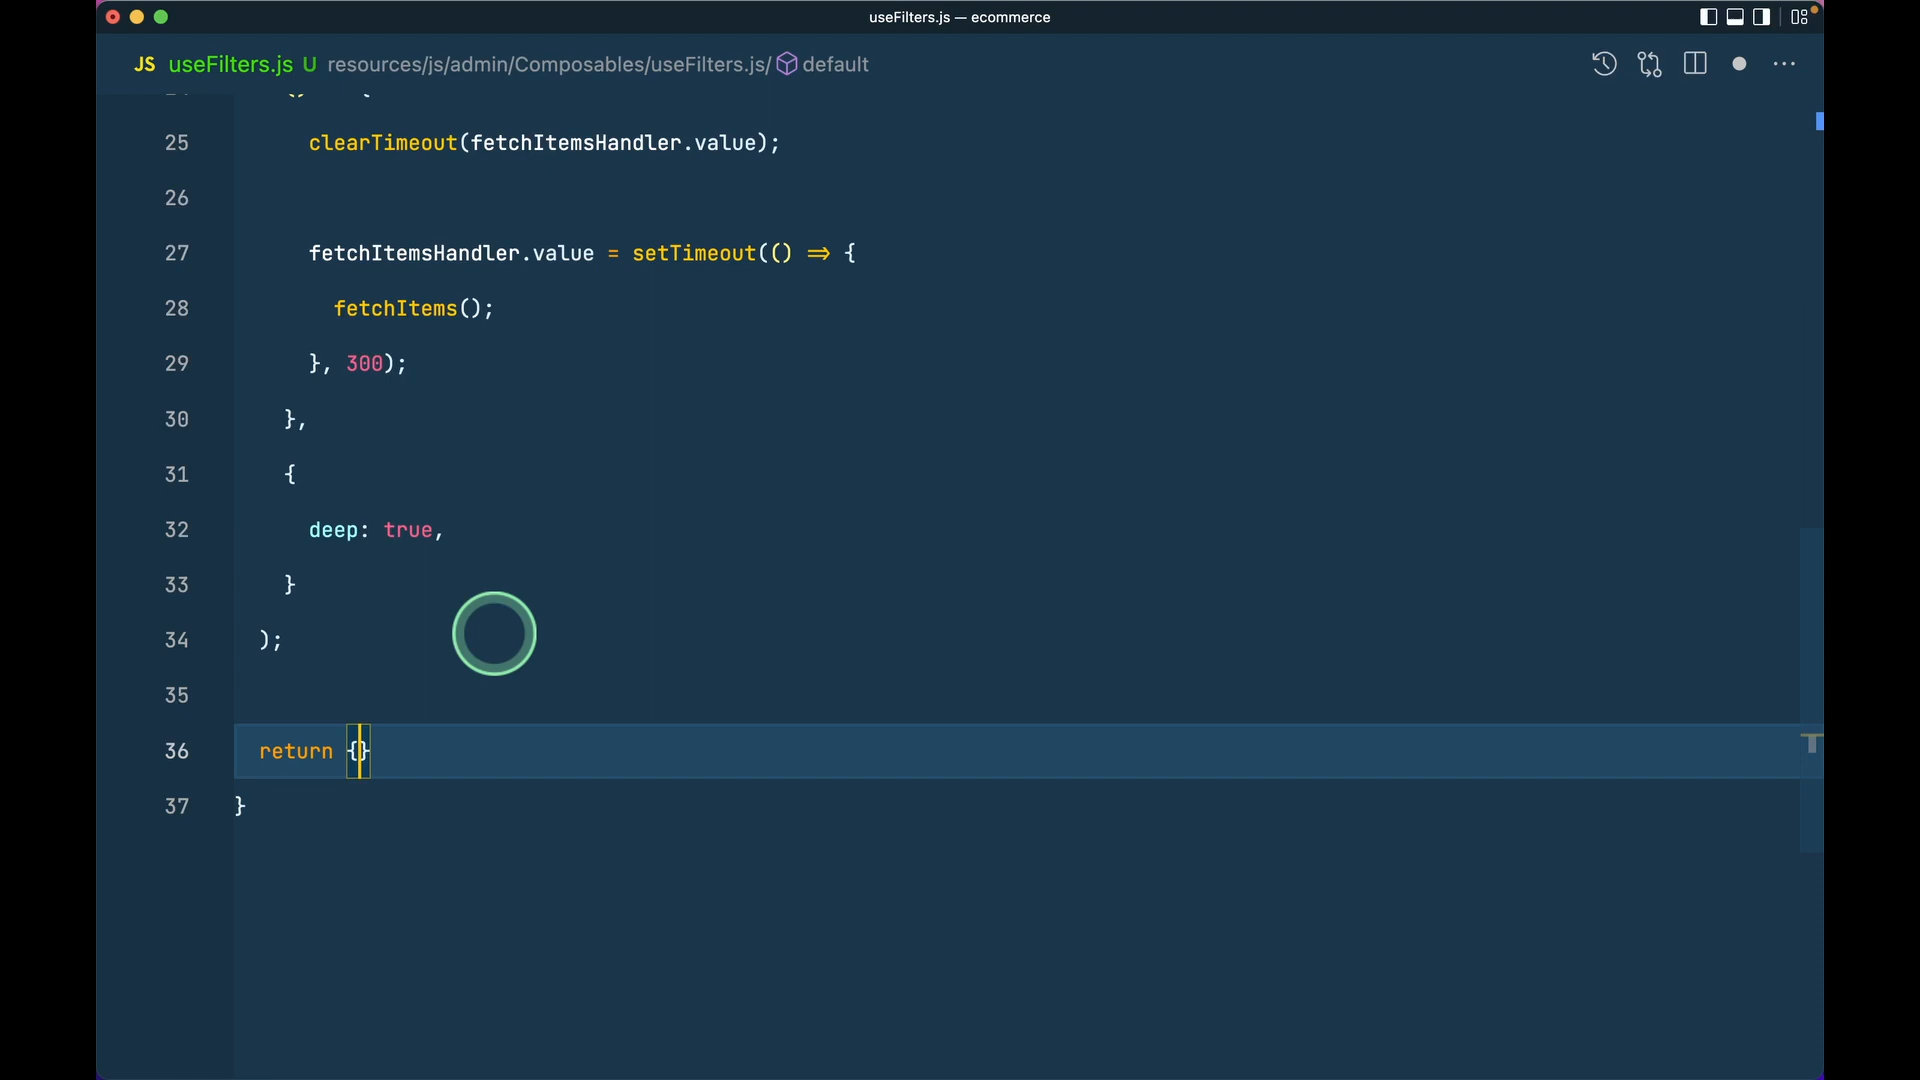 useFilters.js — ecommerce
JS useFilters.js U resources/js/admin/Composables/useFilters.js/ default
25 clearTimeout(fetchItemsHandler.value);
26
27 fetchItemsHandler.value = setTimeout(() => {
28 fetchItems();
29 }, 300);
30 },
31 {
32 deep: true,
33 }
34 );
35
36 return {}
37 }